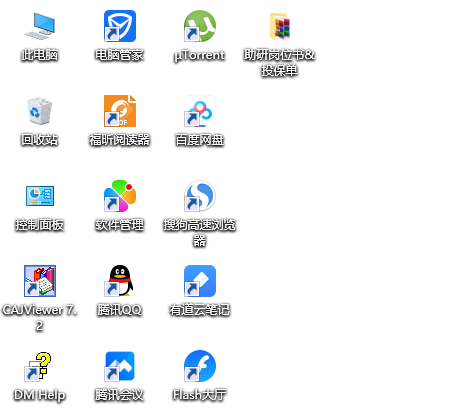 此电脑
电脑管家
µTorrent
助研岗位书&
投保单
回收站
福昕阅读器
PDF
百度网盘
控制面板
软件管理
搜狗高速浏览
器
CAJViewer 7.
2
腾讯QQ
有道云笔记
DM Help
腾讯会议
Flash大厅